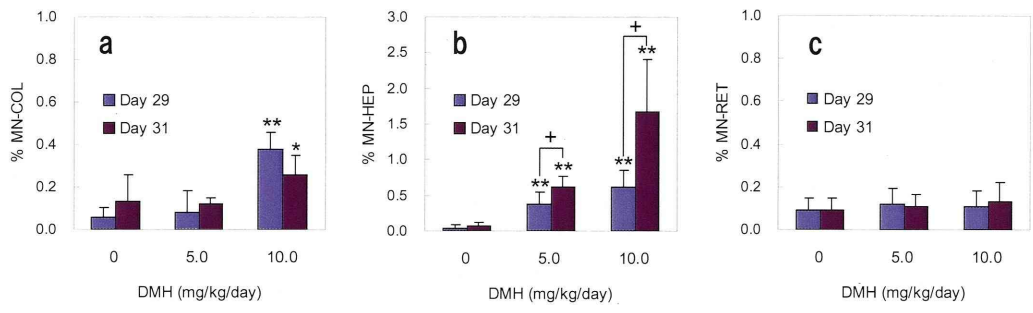 a
% MN-COL
1.0
0.8
0.6
0.4
0.2
0.0
Day 29
Day 31
**
*
0 5.0 10.0
DMH (mg/kg/day)
b
% MN-HEP
3.0
2.5
2.0
1.5
1.0
0.5
0.0
Day 29
Day 31
+
** **
+
** **
0 5.0 10.0
DMH (mg/kg/day)
c
% MN-RET
1.0
0.8
0.6
0.4
0.2
0.0
Day 29
Day 31
0 5.0 10.0
DMH (mg/kg/day)